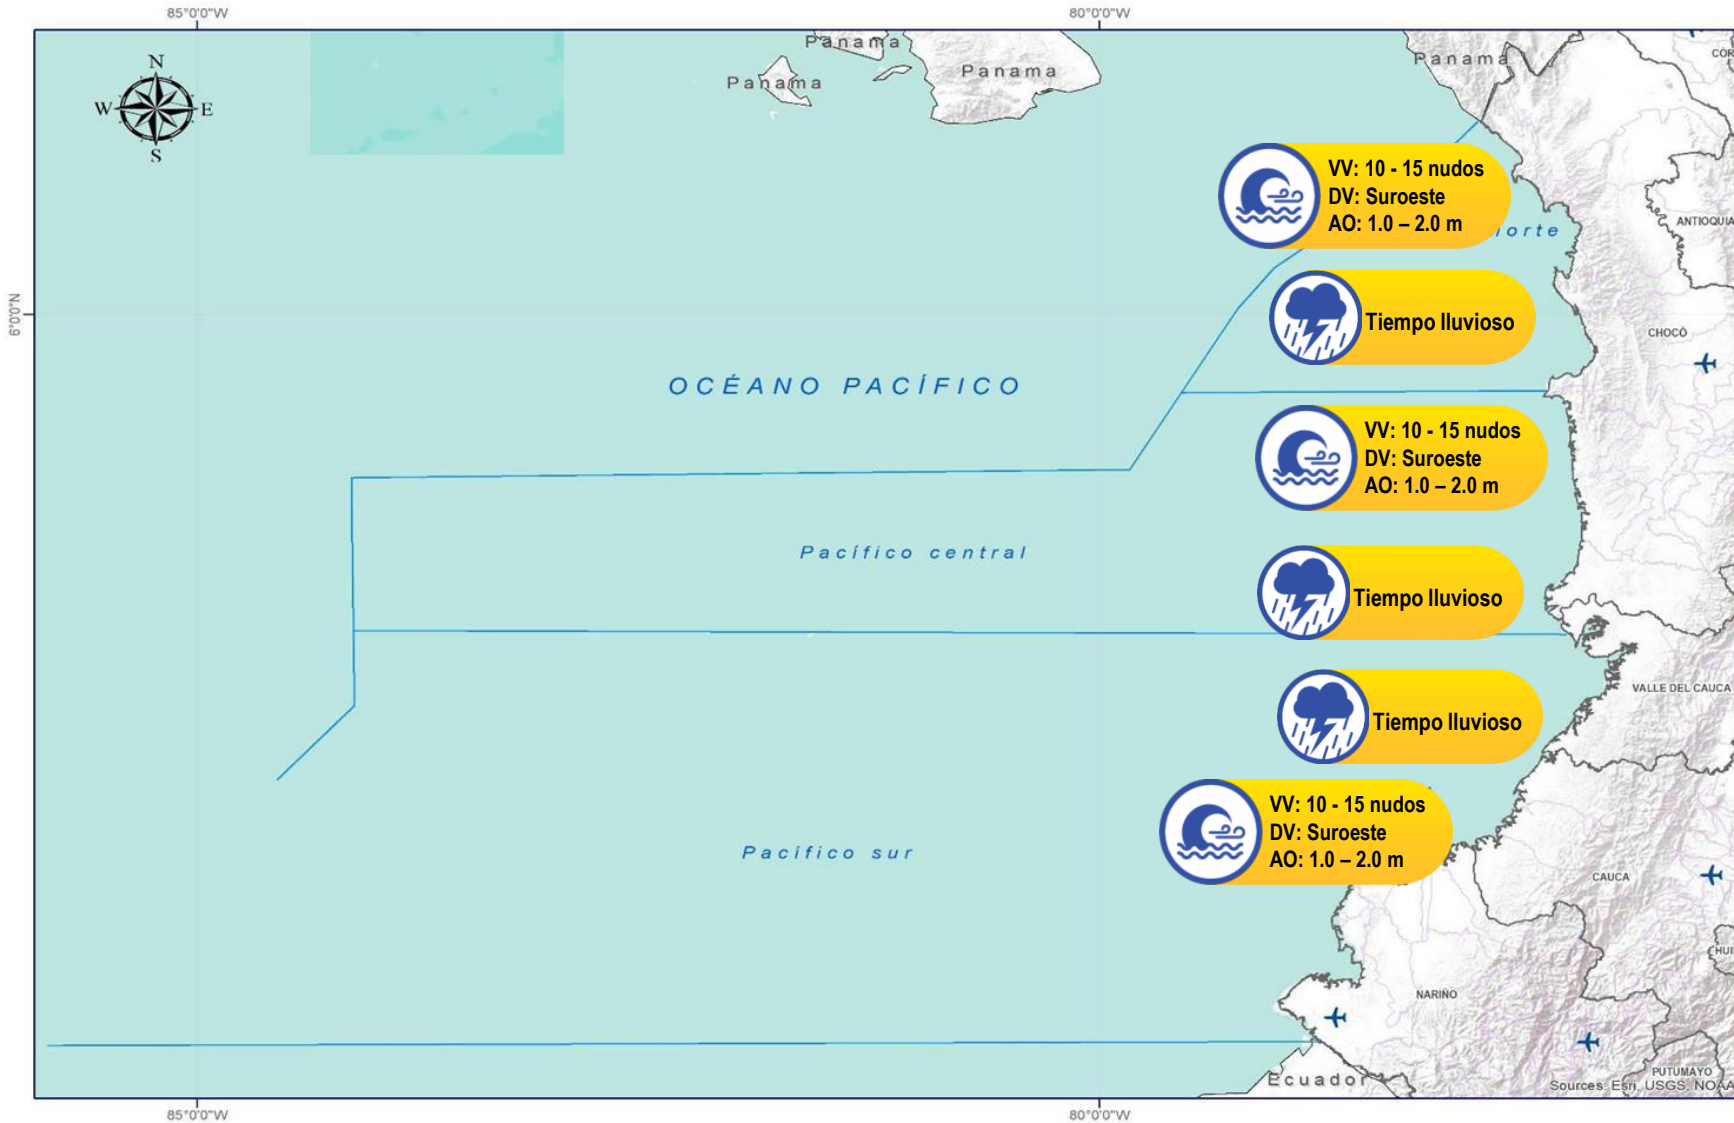 85°0'0"W
80°0'0"W
N
W
E
S
Panama
Panama
Panama
Panama
VV: 10 - 15 nudos
DV: Suroeste
AO: 1.0 – 2.0 m
ANTIOQUIA
6°0'0"N
Tiempo lluvioso
CHOCÓ
OCÉANO PACÍFICO
VV: 10 - 15 nudos
DV: Suroeste
AO: 1.0 – 2.0 m
Pacífico central
Tiempo lluvioso
VALLE DEL CAUCA
Tiempo lluvioso
VV: 10 - 15 nudos
DV: Suroeste
AO: 1.0 – 2.0 m
Pacífico sur
CAUCA
NARIÑO
PUTUMAYO
Ecuador
Sources: Esri, USGS, NOAA
85°0'0"W
80°0'0"W